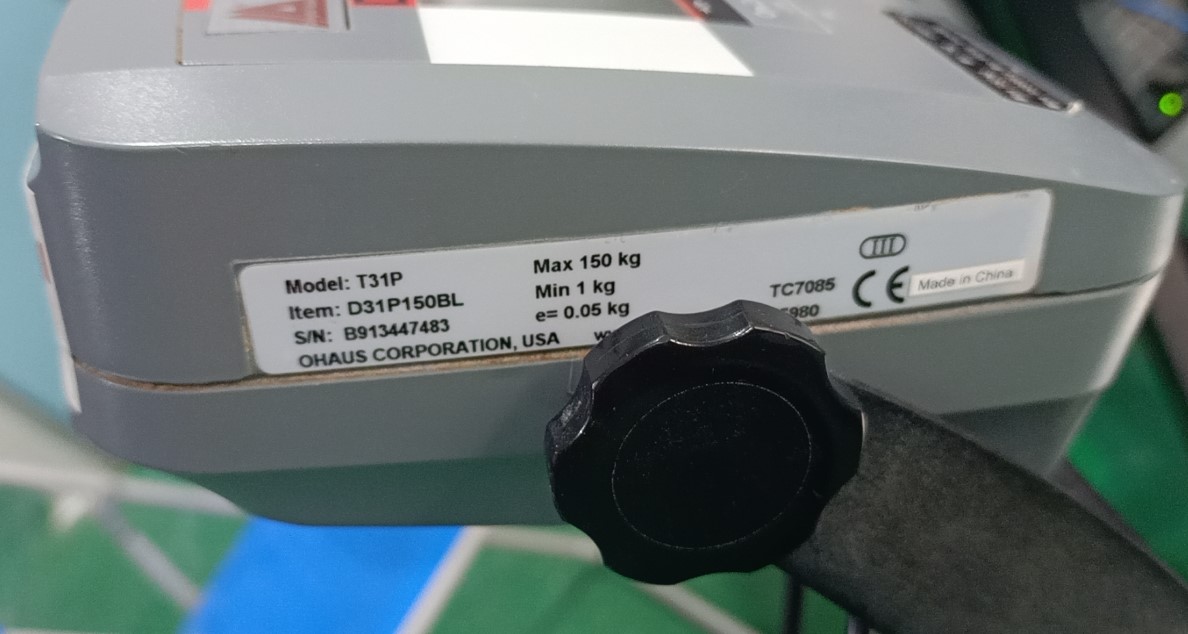 Model: T31P
Item: D31P150BL
S/N: B913447483
OHAUS CORPORATION, USA
Max 150 kg
Min 1 kg
e= 0.05 kg
TC7085
III
CE
Made in China